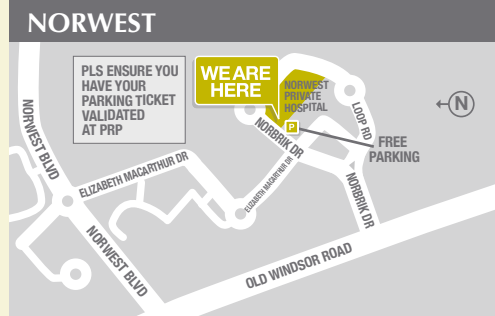 NORWEST
PLS ENSURE YOU
HAVE YOUR
PARKING TICKET
VALIDATED
AT PRP
WE ARE
HERE
NORWEST
PRIVATE
HOSPITAL
N
LOOP RD
P
FREE
PARKING
NORBRIK DR
NORWEST BLVD
ELIZABETH MACARTHUR DR
ELIZABETH MACARTHUR DR
NORBRIK DR
NORWEST BLVD
OLD WINDSOR ROAD